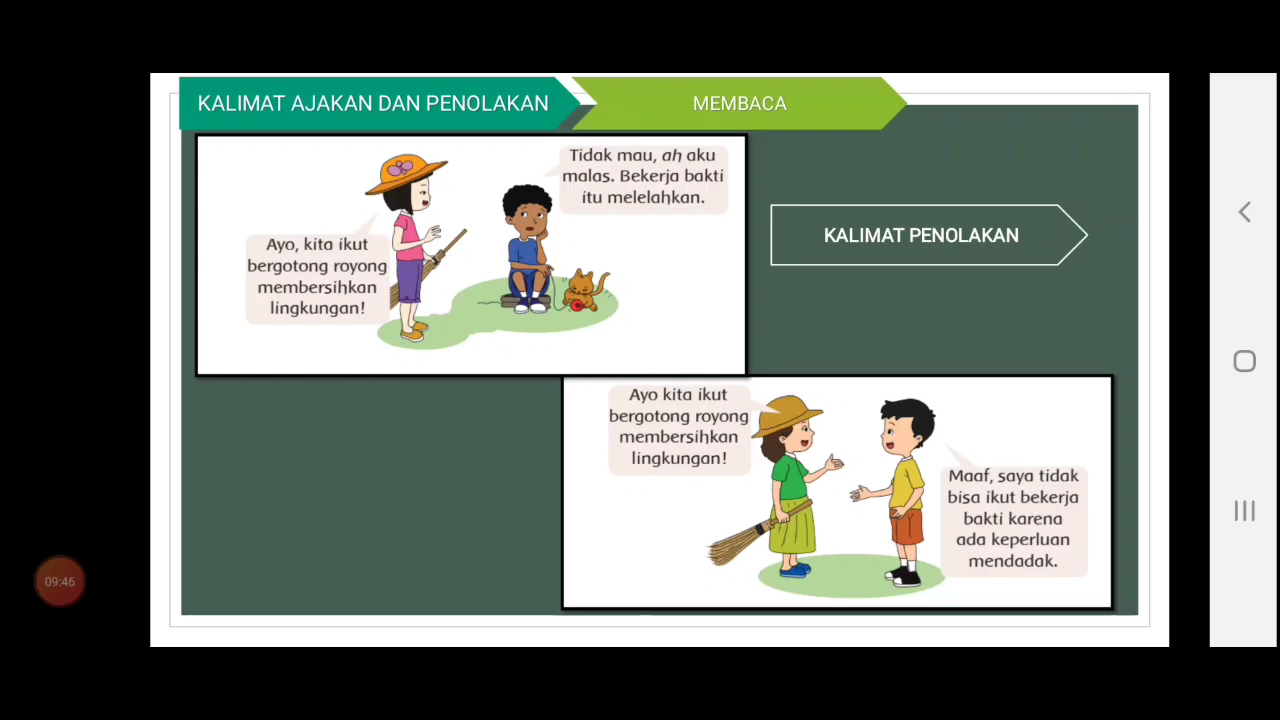 KALIMAT AJAKAN DAN PENOLAKAN
MEMBACA
Ayo, kita ikut
bergotong royong
membersihkan
lingkungan!
Tidak mau, ah aku
malas. Bekerja bakti
itu melelahkan.
KALIMAT PENOLAKAN
Ayo kita ikut
bergotong royong
membersihkan
lingkungan!
Maaf, saya tidak
bisa ikut bekerja
bakti karena
ada keperluan
mendadak.
09:46